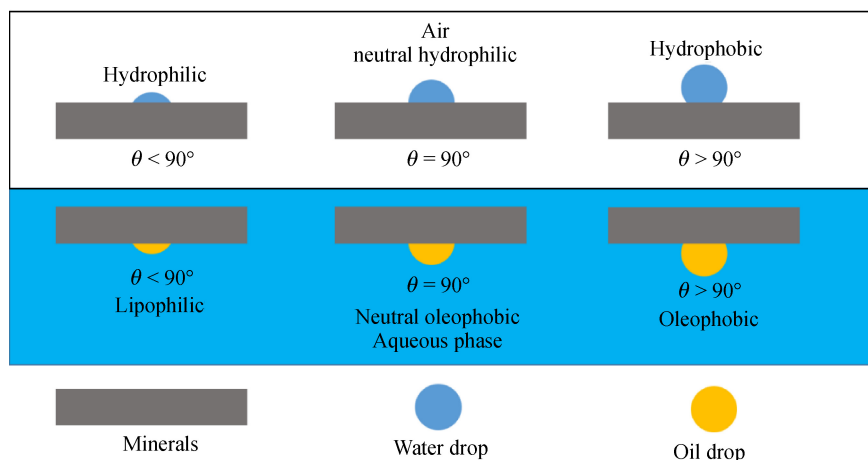 Air
Hydrophilic
neutral hydrophilic
Hydrophobic
θ < 90°
θ = 90°
θ > 90°
θ < 90°
Lipophilic
θ = 90°
Neutral oleophobic
Aqueous phase
θ > 90°
Oleophobic
Minerals
Water drop
Oil drop